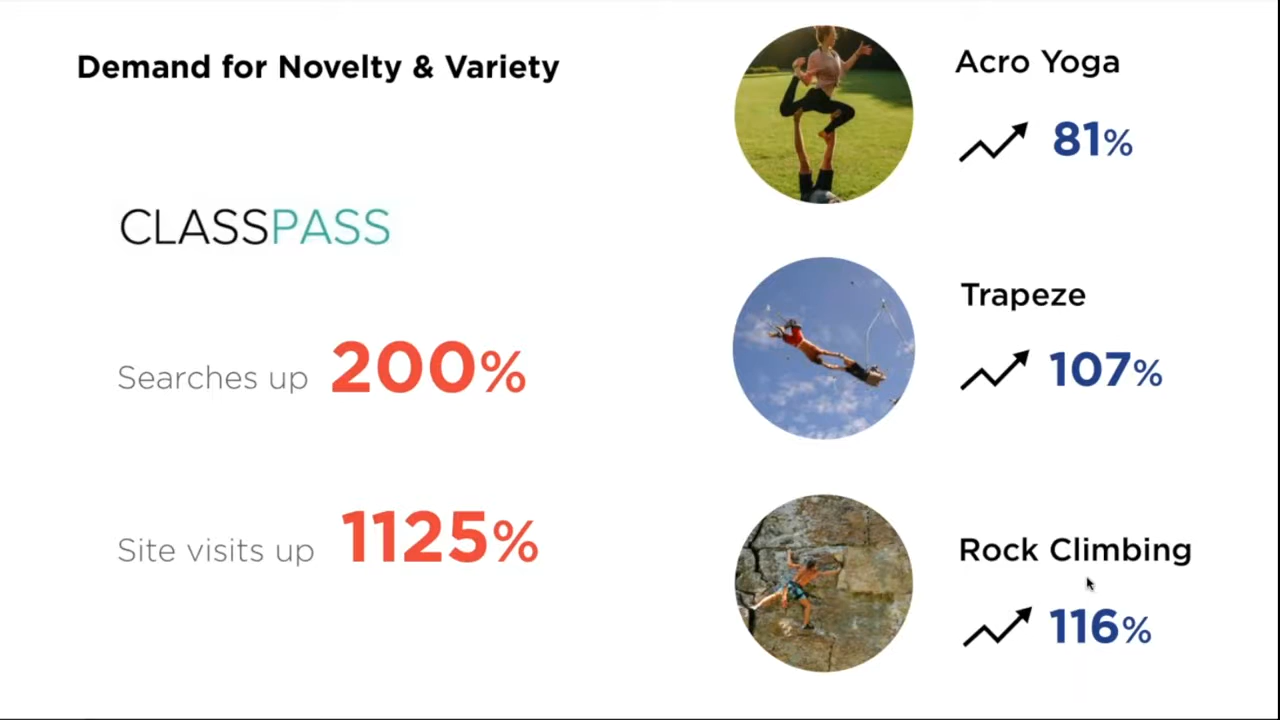 Demand for Novelty & Variety
CLASSPASS
Searches up 200%
Site visits up 1125%
Acro Yoga
81%
Trapeze
107%
Rock Climbing
116%